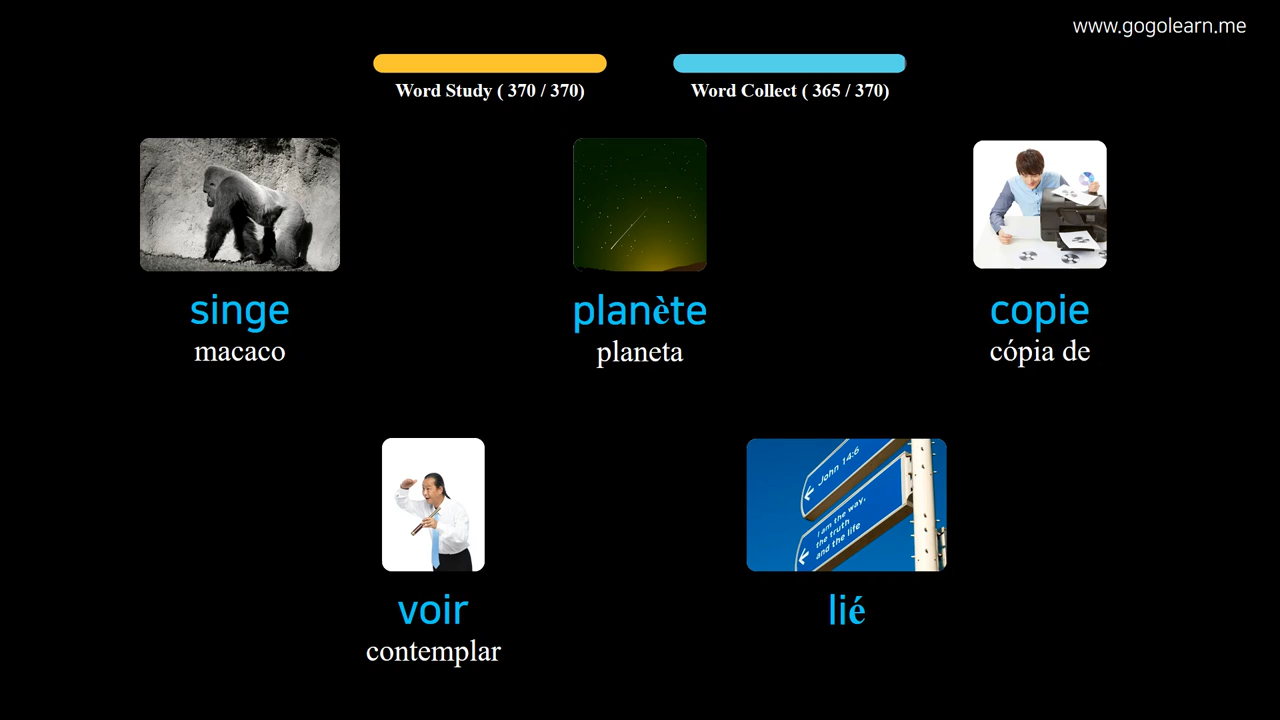 www.gogolearn.me
Word Study ( 370 / 370)
Word Collect ( 365 / 370)
singe
macaco
planète
planeta
copie
cópia de
John 14:6
I am the way,
the truth
and the life
voir
contemplar
lié